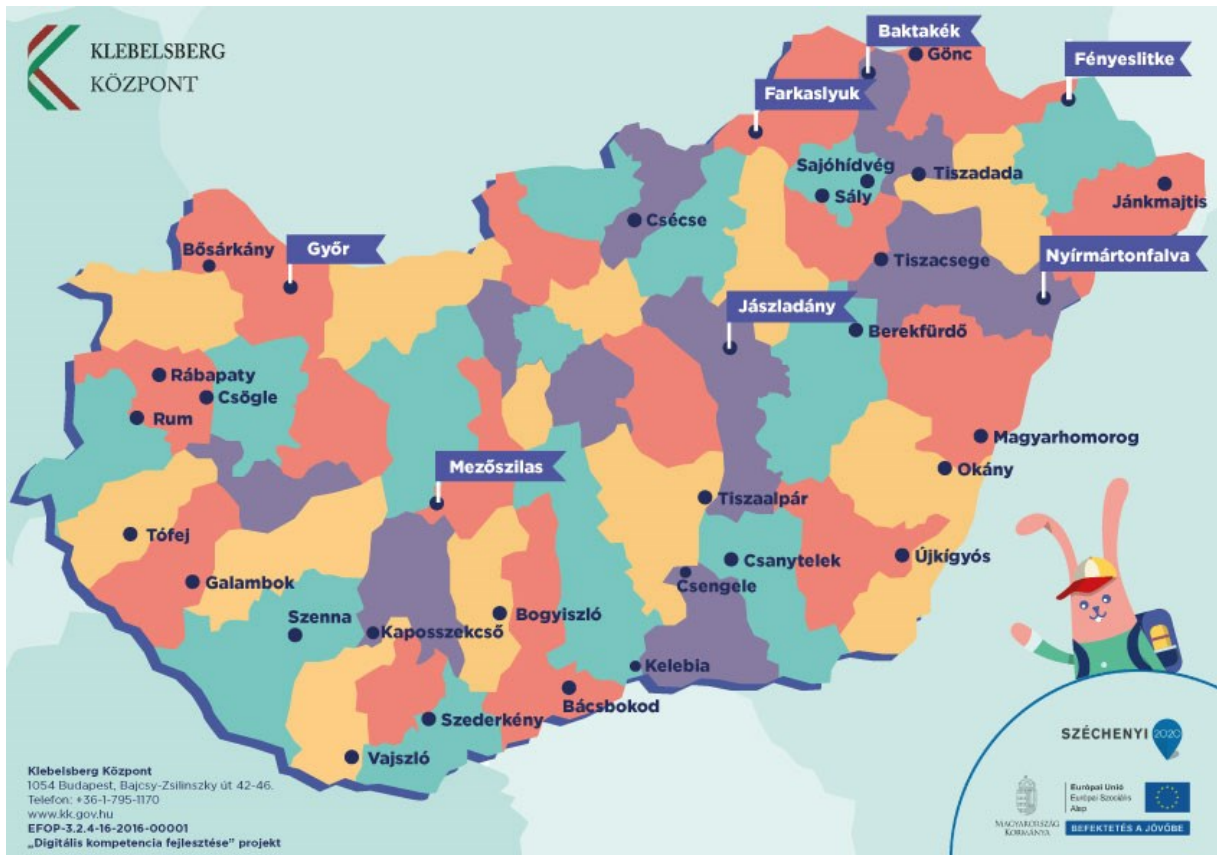 KLEBELSBERG
KÖZPONT
Baktakék
Gönc
Fényeslitke
Farkaslyuk
Sajóhídvég
Tiszadada
Sály
Jánkmajtis
Csécse
Bősárkány
Győr
Tiszacsege
Nyírmártonfalva
Jászladány
Berekfürdő
Rábapaty
Csögle
Rum
Magyarhomorog
Okány
Mezőszilas
Tiszaalpár
Tófej
Csanytelek
Újkígyós
Galambok
Csengele
Szenna
Bogyiszló
Kaposszekcső
Kelebia
Bácsbokod
Szederkény
Vajszló
SZÉCHENYI 2020
Klebelsberg Központ
1054 Budapest, Bajcsy-Zsilinszky út 42-46.
Telefon: +36-1-795-1170
www.kk.gov.hu
EFOP-3.2.4-16-2016-00001
„Digitális kompetencia fejlesztése” projekt
MAGYARORSZÁG
KORMÁNYA
Európai Unió
Európai Szociális
Alap
BEFEKTETÉS A JÖVŐBE